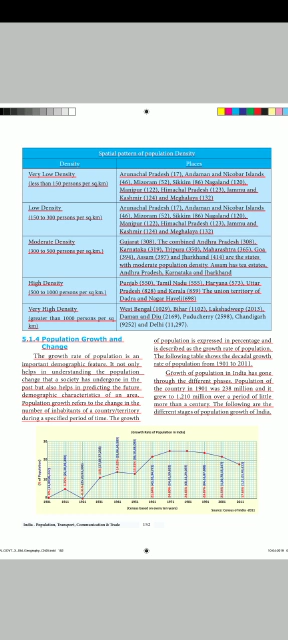 Spatial pattern of population Density
Density
Places
Very Low Density
(less than 150 persons per sq.km)
Arunachal Pradesh (17), Andaman and Nicobar Islands
(46), Mizoram (52), Sikkim (86) Nagaland (120),
Manipur (122), Himachal Pradesh (123), Jammu and
Kashmir (124) and Meghalaya (132)
Low Density
(150 to 300 persons per sq.km)
Arunachal Pradesh (17), Andaman and Nicobar Islands
(46), Mizoram (52), Sikkim (86) Nagaland (120),
Manipur (122), Himachal Pradesh (123), Jammu and
Kashmir (124) and Meghalaya (132)
Moderate Density
(300 to 500 persons per sq.km.)
Gujarat (308), The combined Andhra Pradesh (308),
Karnataka (319), Tripura (350), Maharashtra (365), Goa
(394), Assam (397) and Jharkhand (414) are the states
with modernate population density. Assam has tea estates,
Andhra Pradesh, Karnataka and Jharkhand
High Density
(500 to 1000 persons per sq.km.)
Punjab (550), Tamil Nadu (555), Haryana (573), Uttar
Pradesh (828) and Kerala (859) The union territory of
Dadra and Nagar Haveli(698)
Very High Density
(greater than 1000 persons per sq.
km)
West Bengal (1029), Bihar (1102), Lakshadweep (2013),
Daman and Diu (2169), Puducherry (2598), Chandigarh
(9252) and Delhi (11,297).
5.1.4 Population Growth and
Change
The growth rate of population is an
important demographic feature. It not only
helps in understanding the population
change that a society has undergone in the
past but also helps in predicting the future
demographic characteristics of an area.
Population growth refers to the change in the
number of inhabitants of a country/territory
during a specified period of time. The growth
of population is expressed in percentage and
is described as the growth rate of population.
The following table shows the decadal growth
rate of population from 1901 to 2011.
Growth of population in India has gone
through the different phases. Population of
the country in 1901 was 238 million and it
grew to 1,210 million over a period of little
more than a century. The following are the
different stages of population growth of India.
Growth Rate of Population in India)
(% of Population)
1901 1911 1921 1931 1941 1951 1961 1971 1981 1991 2001 2011
(Census based on every ten years)
Source: Census of India -2011
India - Population, Transport, Communication & Trade